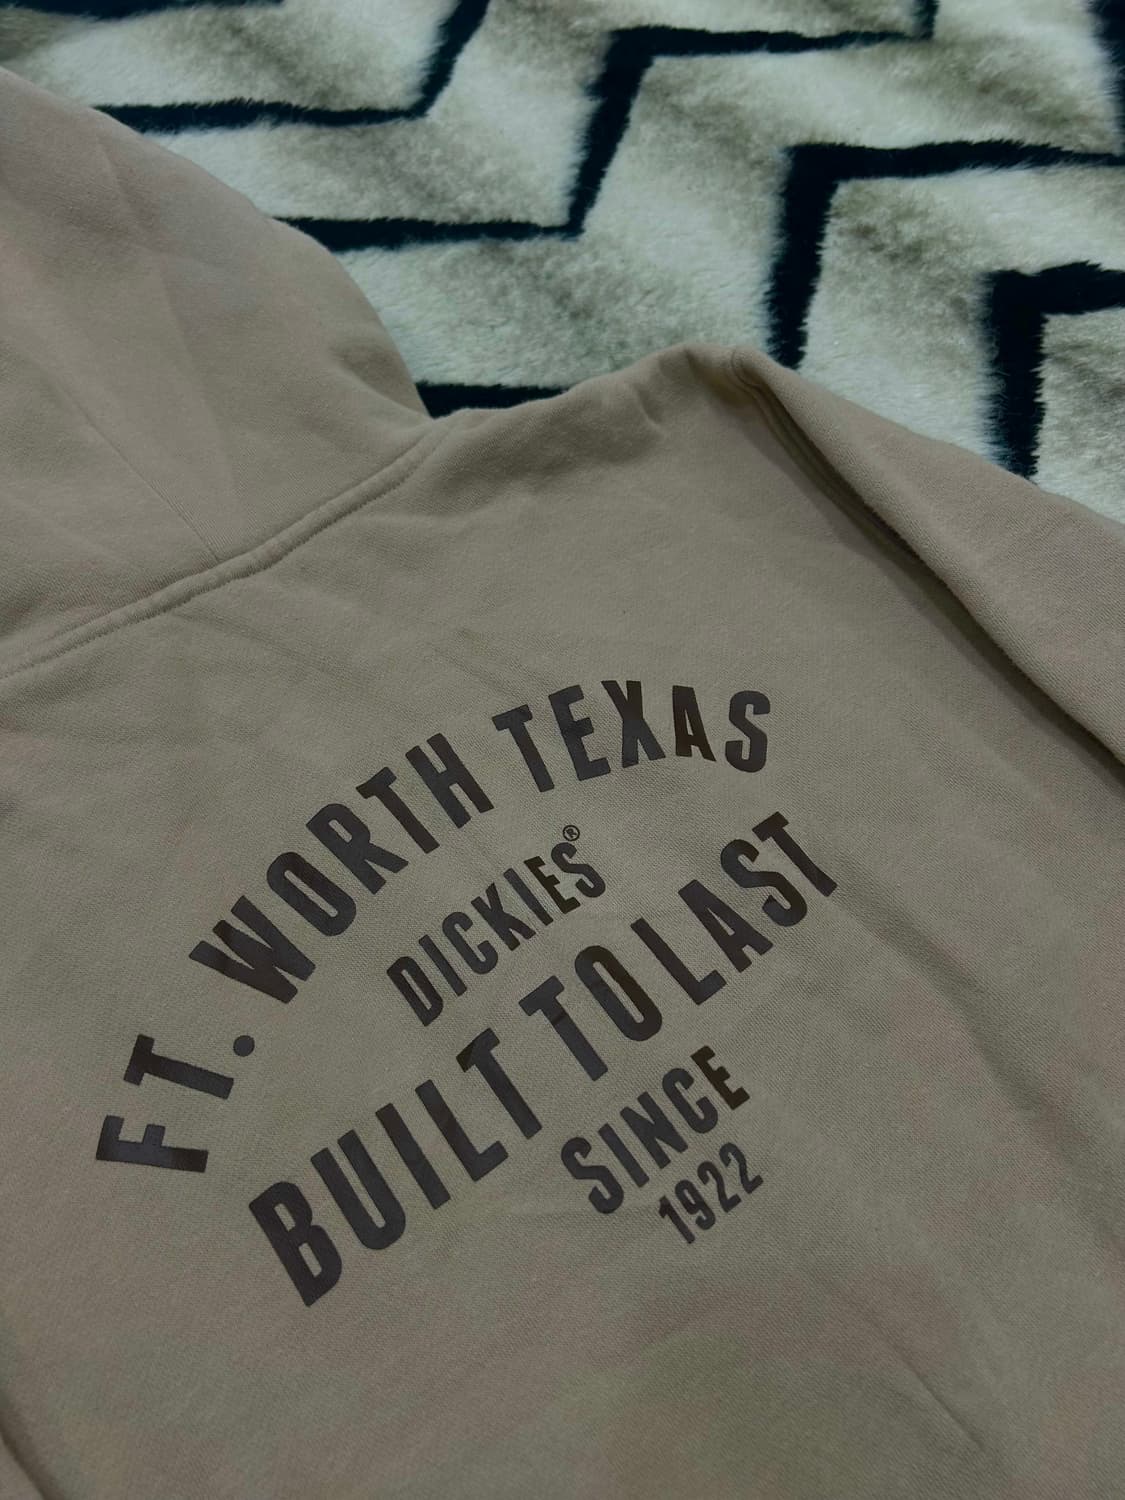 FT. WORTH TEXAS
DICKIES®
BUILT TO LAST
SINCE
1922